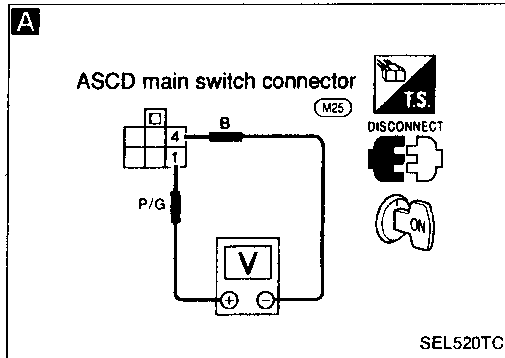 A
ASCD main switch connector
M25
T.S.
DISCONNECT
B
4
1
P/G
ON
V
+ −
SEL520TC